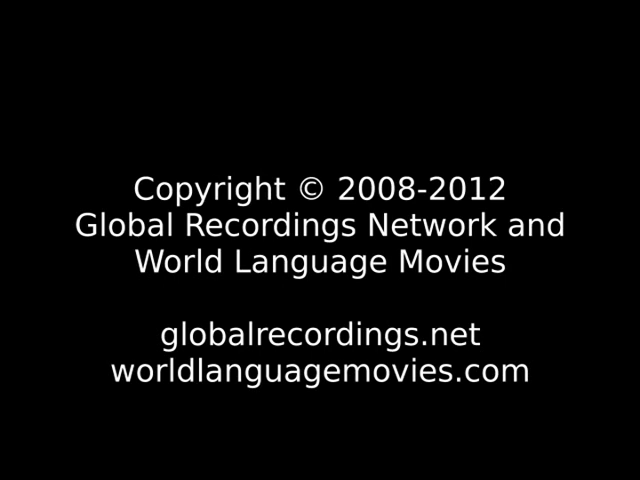 Copyright © 2008-2012
Global Recordings Network and
World Language Movies
globalrecordings.net
worldlanguagemovies.com